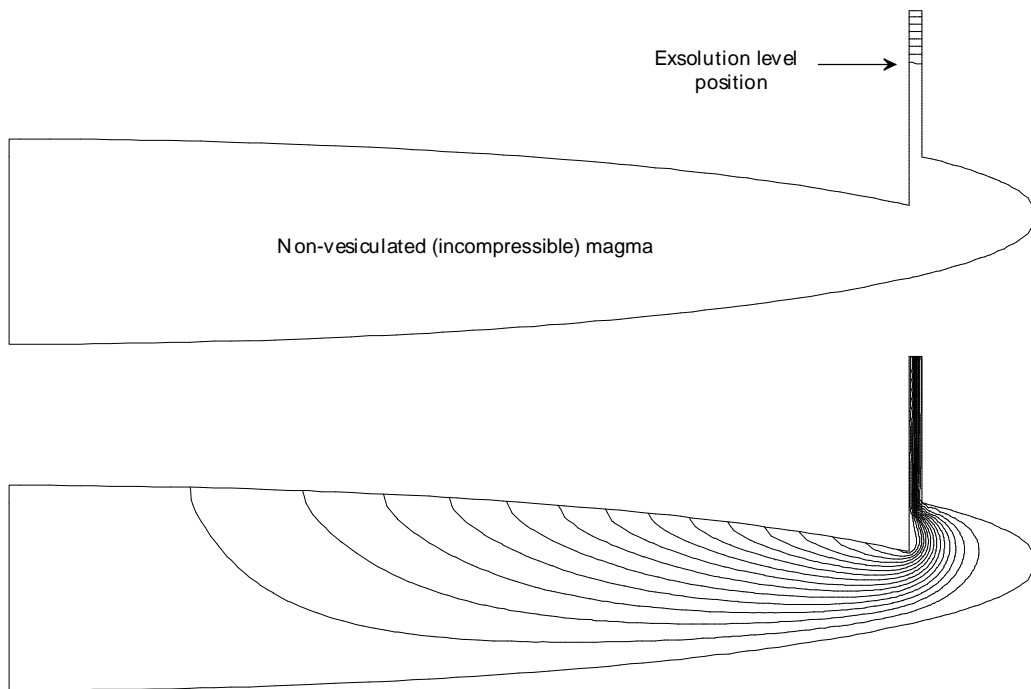 Exsolution level
position
Non-vesiculated (incompressible) magma